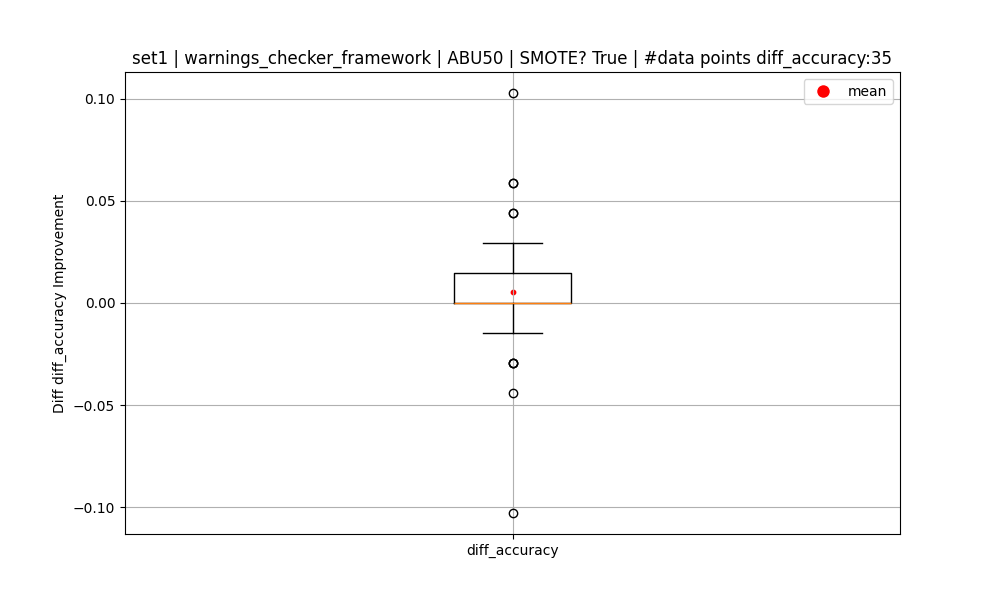 set1 | warnings_checker_framework | ABU50 | SMOTE? True | #data points diff_accuracy:35
mean
0.10
0.05
0.00
−0.05
−0.10
Diff diff_accuracy Improvement
diff_accuracy